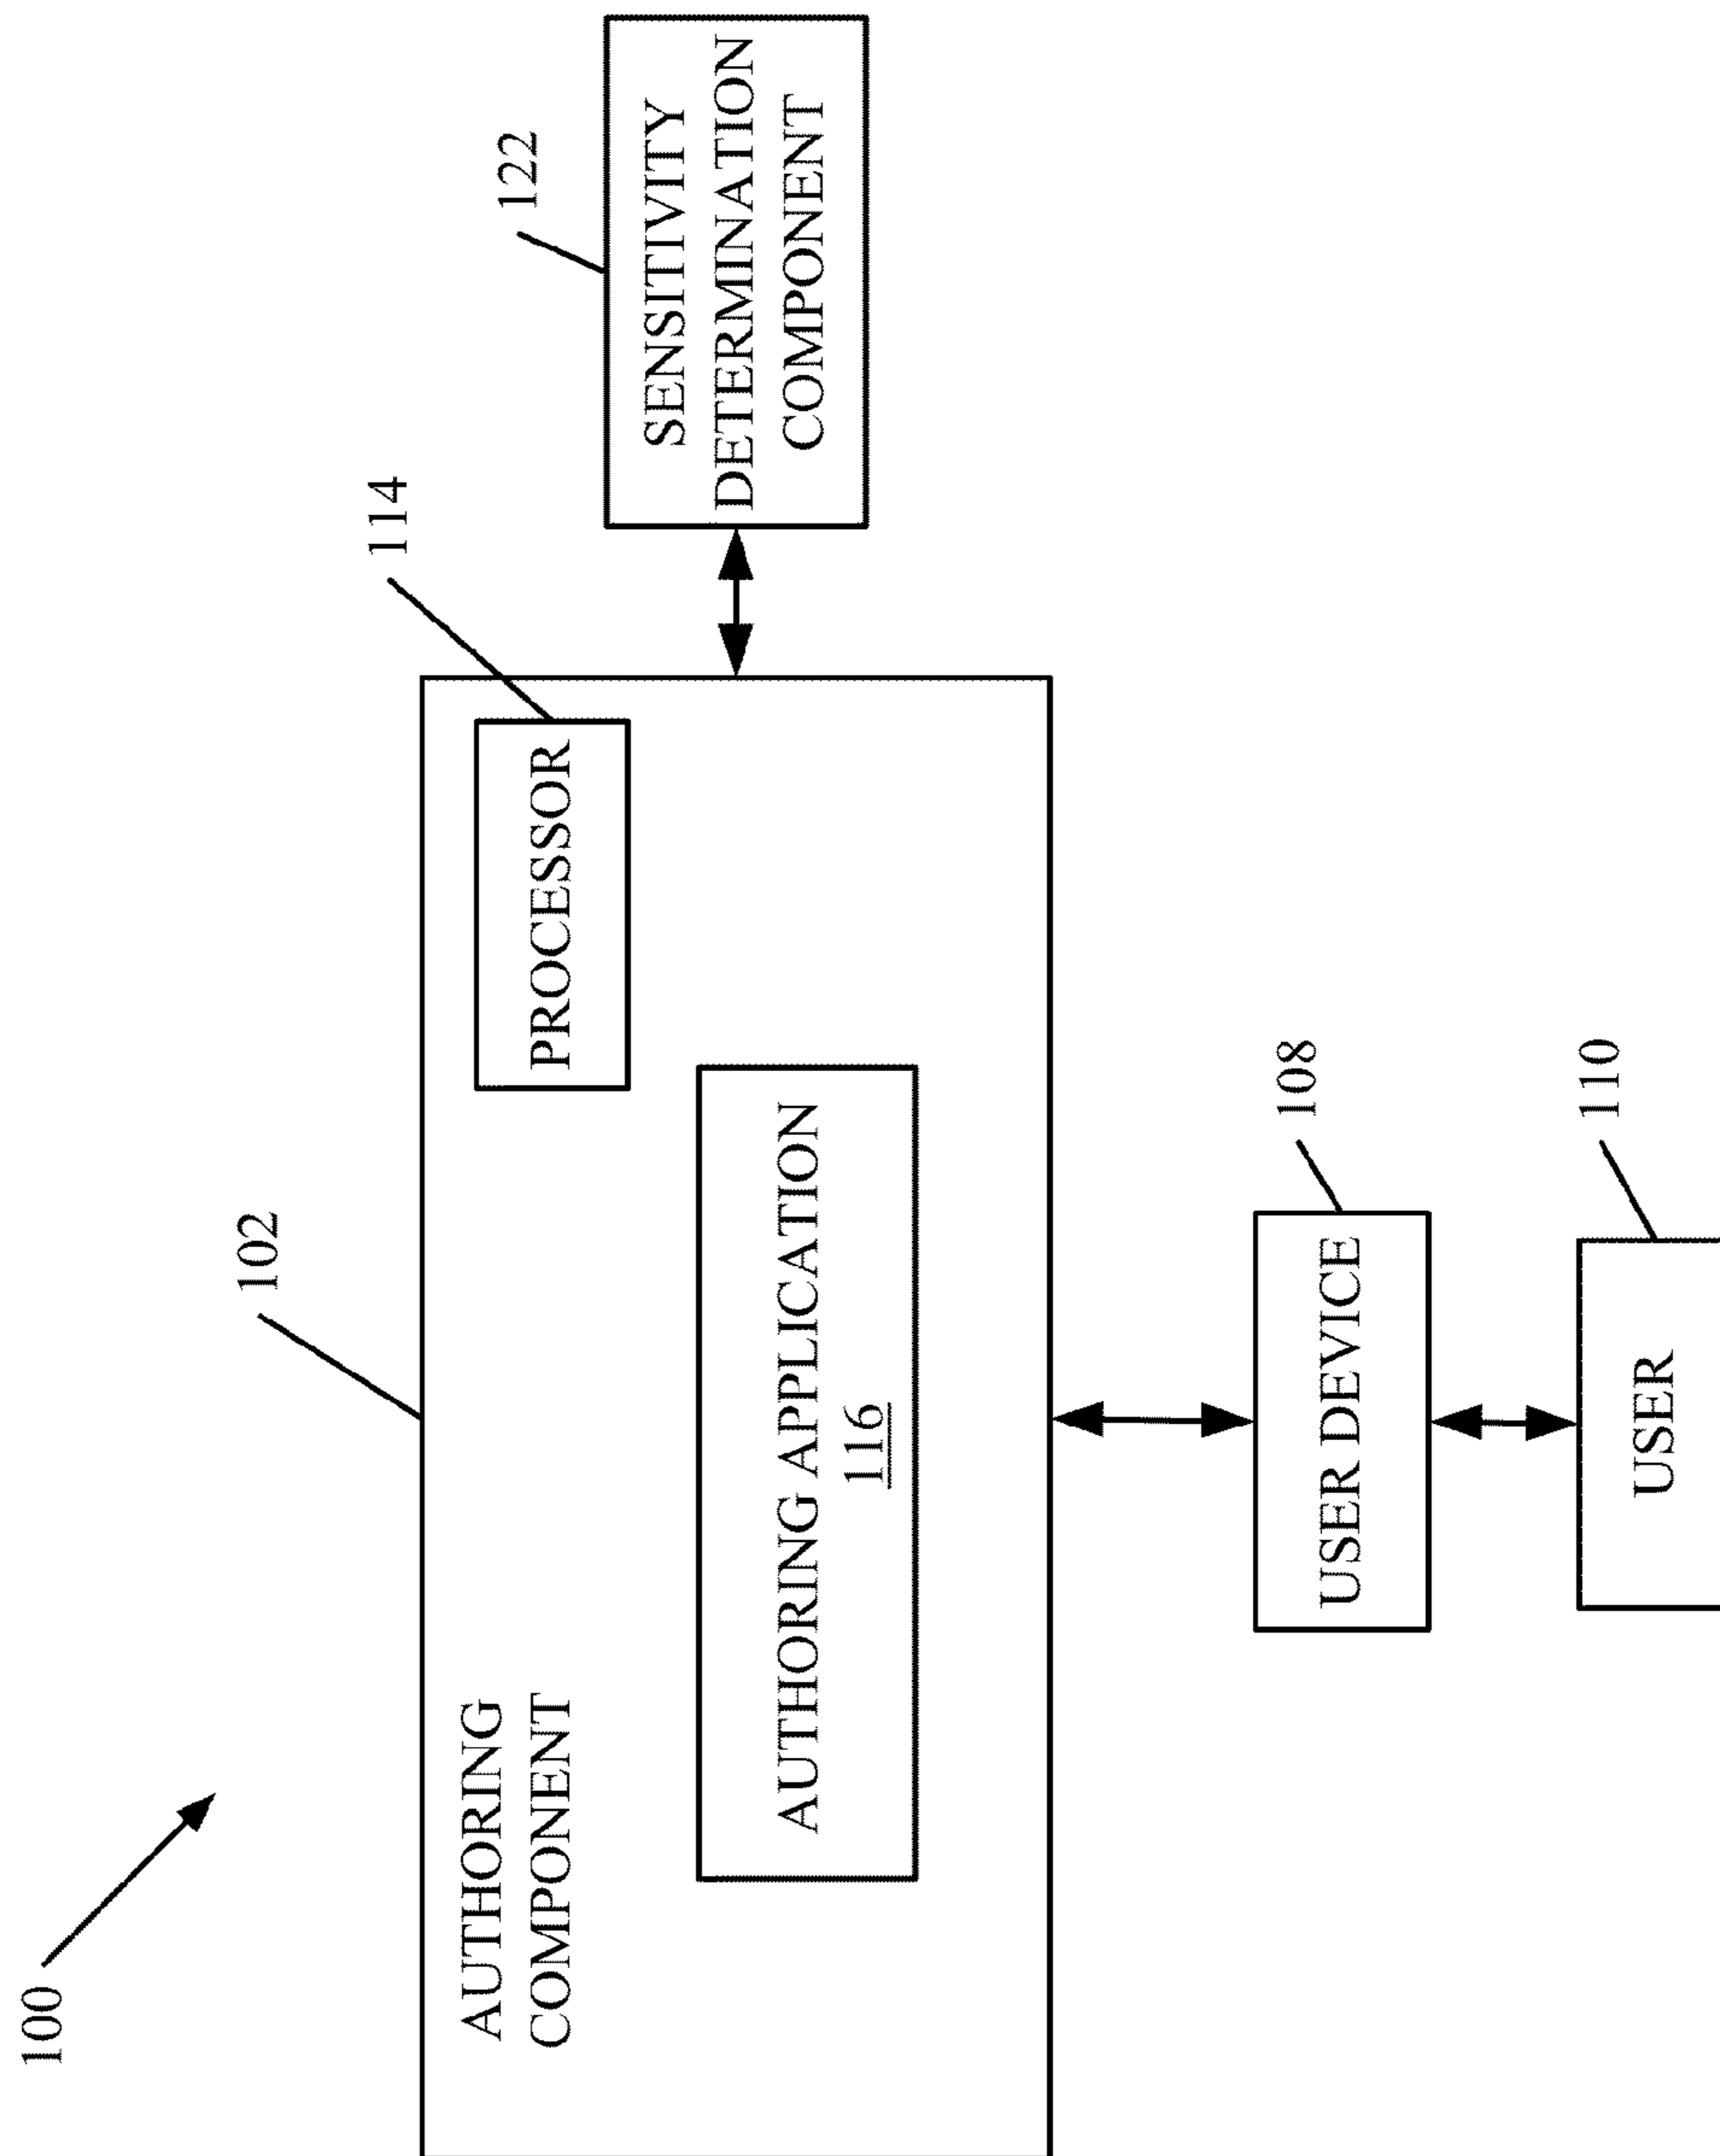 100
102
AUTHORING
COMPONENT
114
PROCESSOR
AUTHORING APPLICATION
116
122
SENSITIVITY
DETERMINATION
COMPONENT
108
USER DEVICE
110
USER